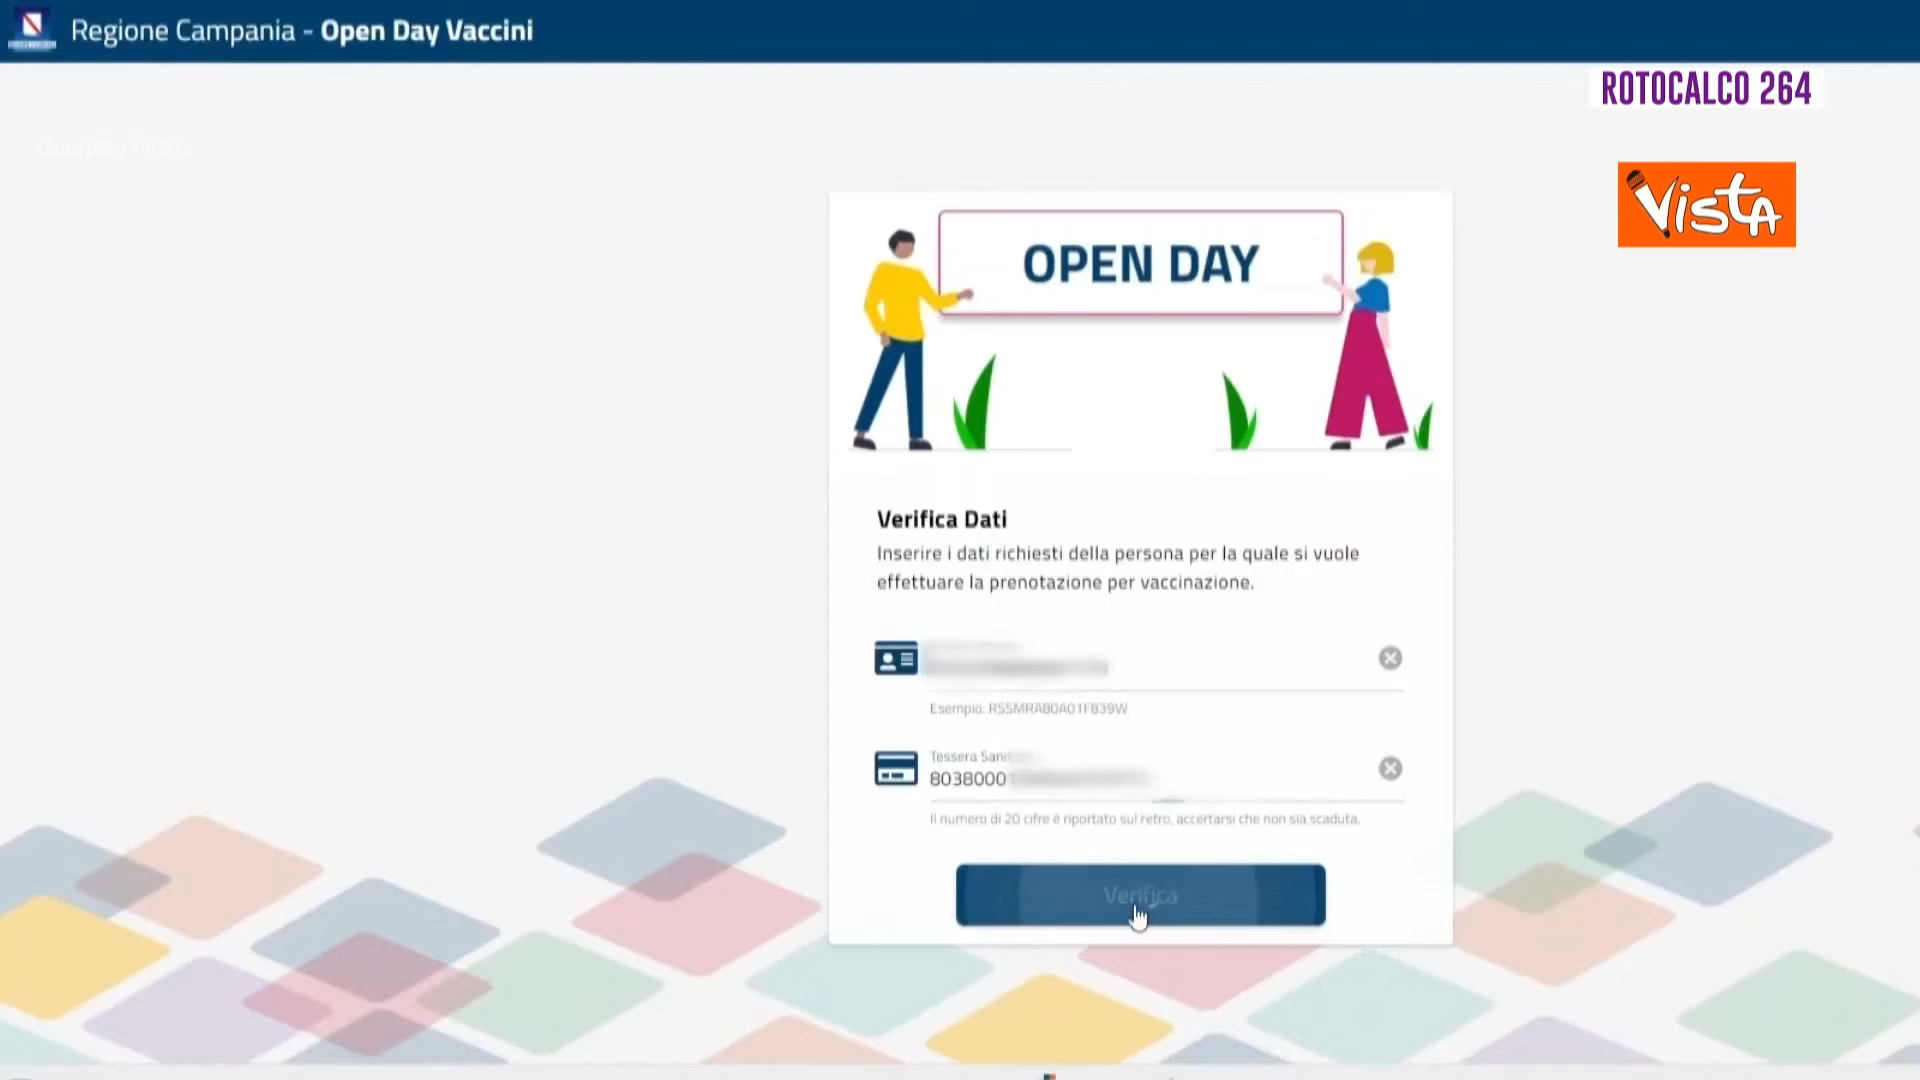 Regione Campania - Open Day Vaccini
ROTOCALCO 264
VISTA
OPEN DAY
Verifica Dati
Inserire i dati richiesti della persona per la quale si vuole
effettuare la prenotazione per vaccinazione.
Esempio: RSSMRA80A01F839W
Tessera
8038000
Il numero di 20 cifre è riportato sul retro, accertarsi che non sia scaduta.
Verifica